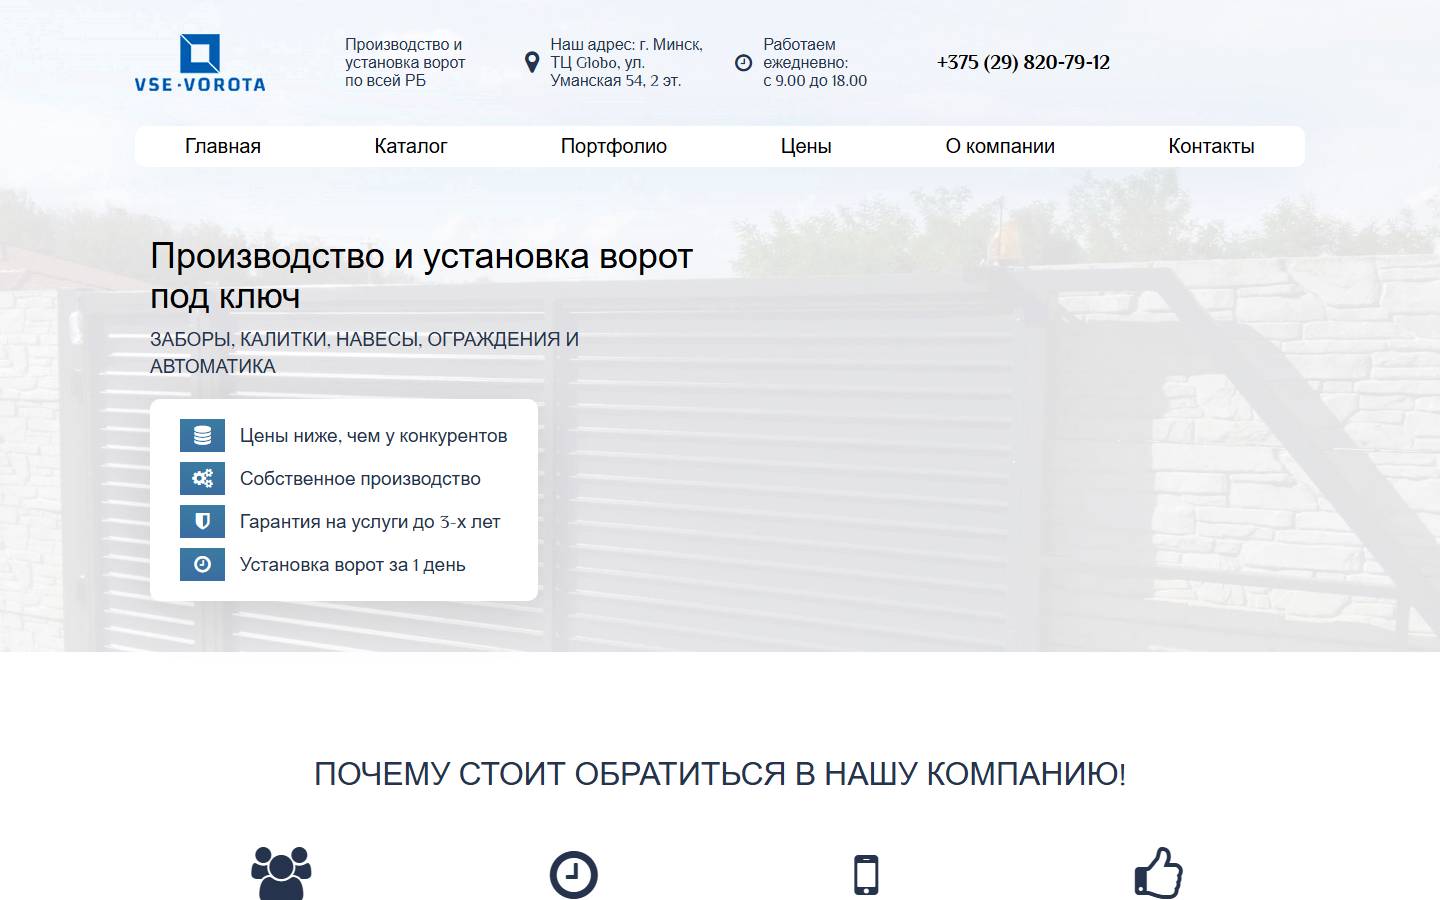 VSE·VOROTA
Производство и
установка ворот
по всей РБ
Наш адрес: г. Минск,
ТЦ Globo, ул.
Уманская 54, 2 эт.
Работаем
ежедневно:
с 9.00 до 18.00
+375 (29) 820-79-12
Главная Каталог Портфолио Цены О компании Контакты
Производство и установка ворот
под ключ
ЗАБОРЫ, КАЛИТКИ, НАВЕСЫ, ОГРАЖДЕНИЯ И
АВТОМАТИКА
Цены ниже, чем у конкурентов
Собственное производство
Гарантия на услуги до 3-х лет
Установка ворот за 1 день
ПОЧЕМУ СТОИТ ОБРАТИТЬСЯ В НАШУ КОМПАНИЮ!